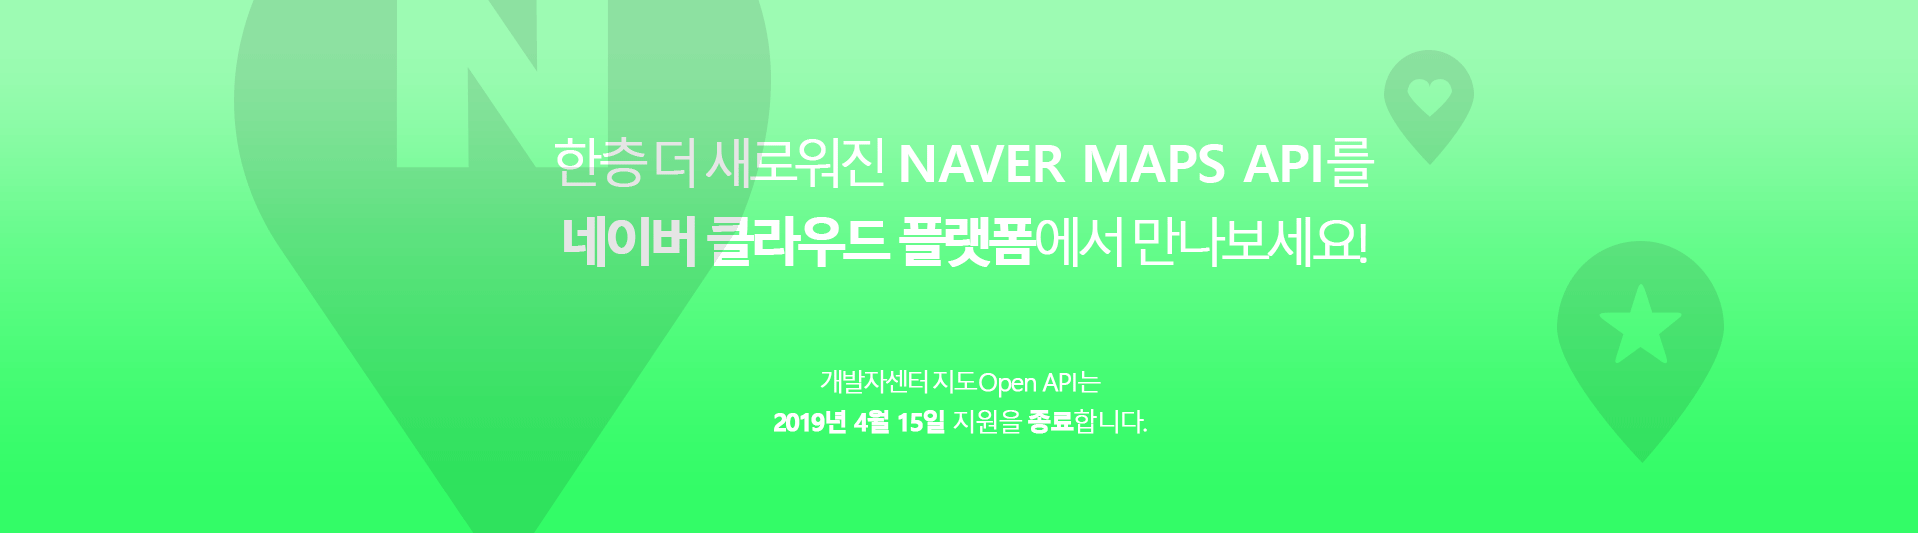 N
한층 더 새로워진 NAVER MAPS API를
네이버 클라우드 플랫폼에서 만나보세요!
개발자센터 지도 Open API는
2019년 4월 15일 지원을 종료합니다.